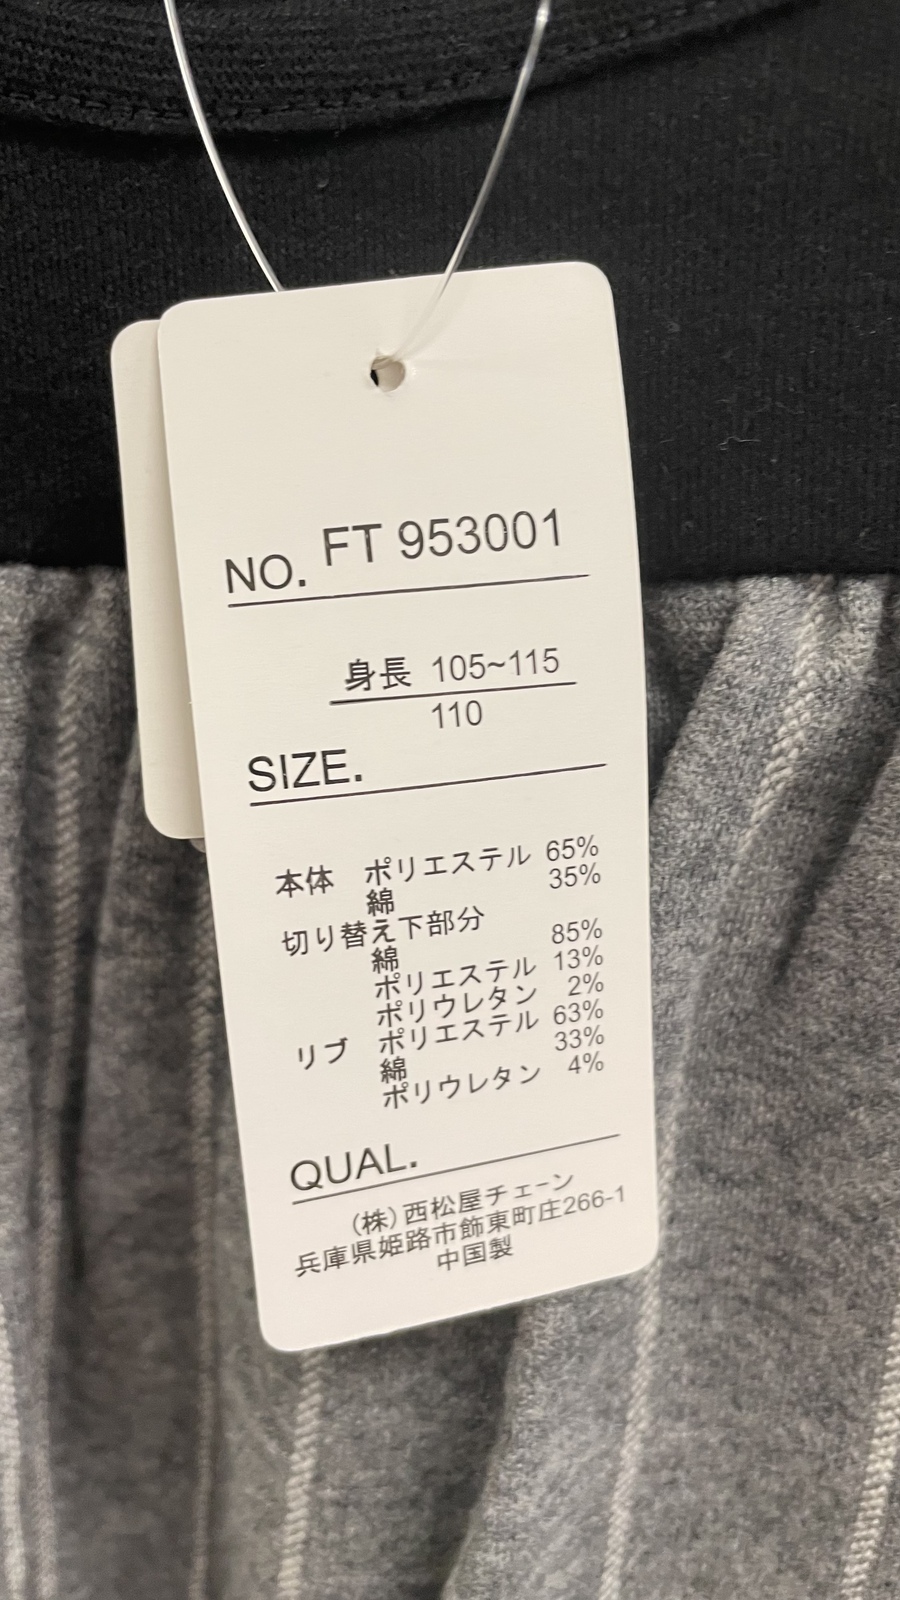 NO. FT 953001
身長 105~115
110
SIZE.
本体 ポリエステル 65%
綿 35%
切り替え下部分
綿 85%
ポリエステル 13%
ポリウレタン 2%
リブ ポリエステル 63%
綿 33%
ポリウレタン 4%
QUAL.
(株)西松屋チェーン
兵庫県姫路市飾東町庄266-1
中国製